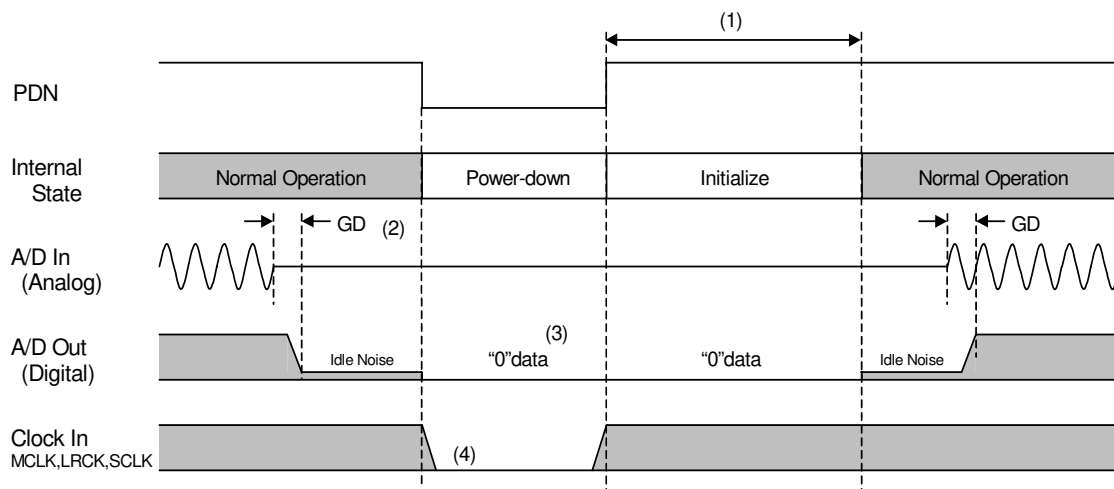 (1)
PDN
Internal
State
Normal Operation
Power-down
Initialize
Normal Operation
GD
(2)
GD
A/D In
(Analog)
(3)
A/D Out
(Digital)
Idle Noise
“0”data
“0”data
Idle Noise
Clock In
MCLK,LRCK,SCLK
(4)